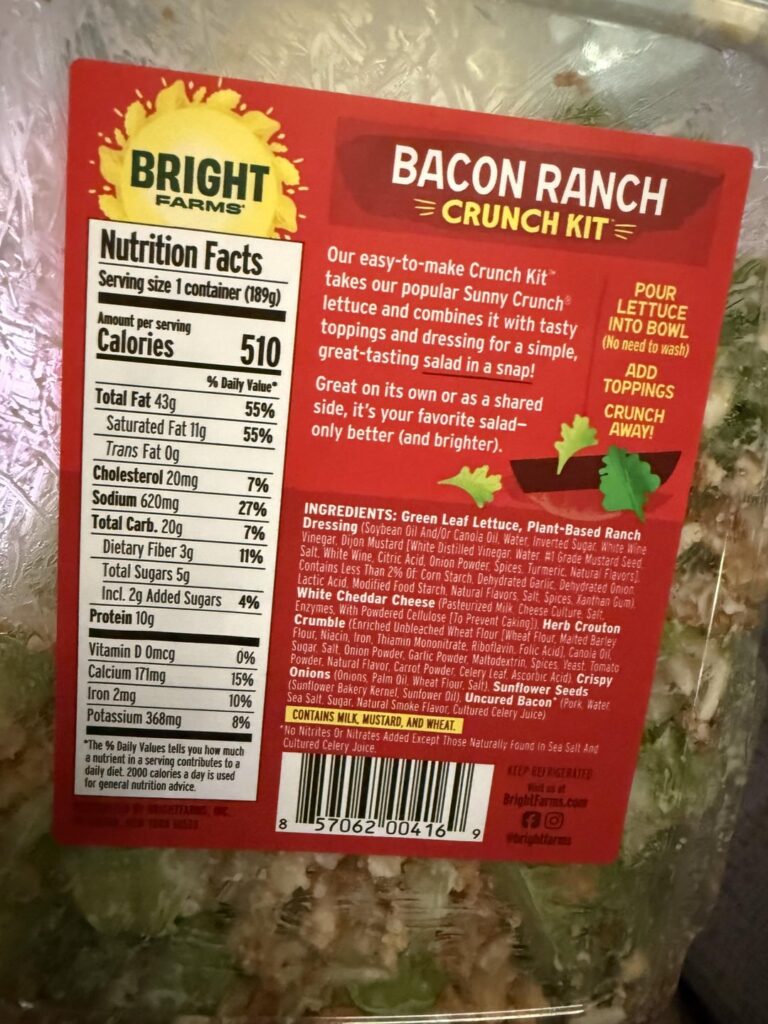 BRIGHT
FARMS
BACON RANCH
CRUNCH KIT™
Nutrition Facts
Serving size 1 container (189g)
Amount per serving
Calories 510
% Daily Value*
Total Fat 43g 55%
Saturated Fat 11g 55%
Trans Fat 0g
Cholesterol 20mg 7%
Sodium 620mg 27%
Total Carb. 20g 7%
Dietary Fiber 3g 11%
Total Sugars 5g
Incl. 2g Added Sugars 4%
Protein 10g
Vitamin D 0mcg 0%
Calcium 171mg 15%
Iron 2mg 10%
Potassium 368mg 8%
*The % Daily Values tells you how much
a nutrient in a serving contributes to a
daily diet. 2000 calories a day is used
for general nutrition advice.
Our easy-to-make Crunch Kit™
takes our popular Sunny Crunch®
lettuce and combines it with tasty
toppings and dressing for a simple,
great-tasting salad in a snap!
Great on its own or as a shared
side, it's your favorite salad—
only better (and brighter).
POUR
LETTUCE
INTO BOWL
(No need to wash)
ADD
TOPPINGS
CRUNCH
AWAY!
INGREDIENTS: Green Leaf Lettuce, Plant-Based Ranch
Dressing (Soybean Oil And/Or Canola Oil, Water, Inverted Sugar, White Wine
Vinegar, Dijon Mustard [White Distilled Vinegar, Water, #1 Grade Mustard Seed,
Salt, White Wine, Citric Acid, Onion Powder, Spices, Turmeric, Natural Flavors],
Contains Less Than 2% Of: Corn Starch, Dehydrated Garlic, Dehydrated Onion,
Lactic Acid, Modified Food Starch, Natural Flavors, Salt, Spices, Xanthan Gum),
White Cheddar Cheese (Pasteurized Milk, Cheese Culture, Salt,
Enzymes, With Powdered Cellulose [To Prevent Caking]), Herb Crouton
Crumble (Enriched Unbleached Wheat Flour [Wheat Flour, Malted Barley
Flour, Niacin, Iron, Thiamin Mononitrate, Riboflavin, Folic Acid], Canola Oil,
Sugar, Salt, Onion Powder, Garlic Powder, Maltodextrin, Spices, Yeast, Tomato
Powder, Natural Flavor, Carrot Powder, Celery Leaf, Ascorbic Acid), Crispy
Onions (Onions, Palm Oil, Wheat Flour, Salt), Sunflower Seeds
(Sunflower Bakery Kernel, Sunflower Oil), Uncured Bacon* (Pork, Water,
Sea Salt, Sugar, Natural Smoke Flavor, Cultured Celery Juice)
CONTAINS MILK, MUSTARD, AND WHEAT.
*No Nitrites Or Nitrates Added Except Those Naturally Found in Sea Salt And
Cultured Celery Juice.
8 57062 00416 9
KEEP REFRIGERATED
Visit us at
BrightFarms.com
@brightfarms
BRIGHTFARMS, INC.
NEW YORK